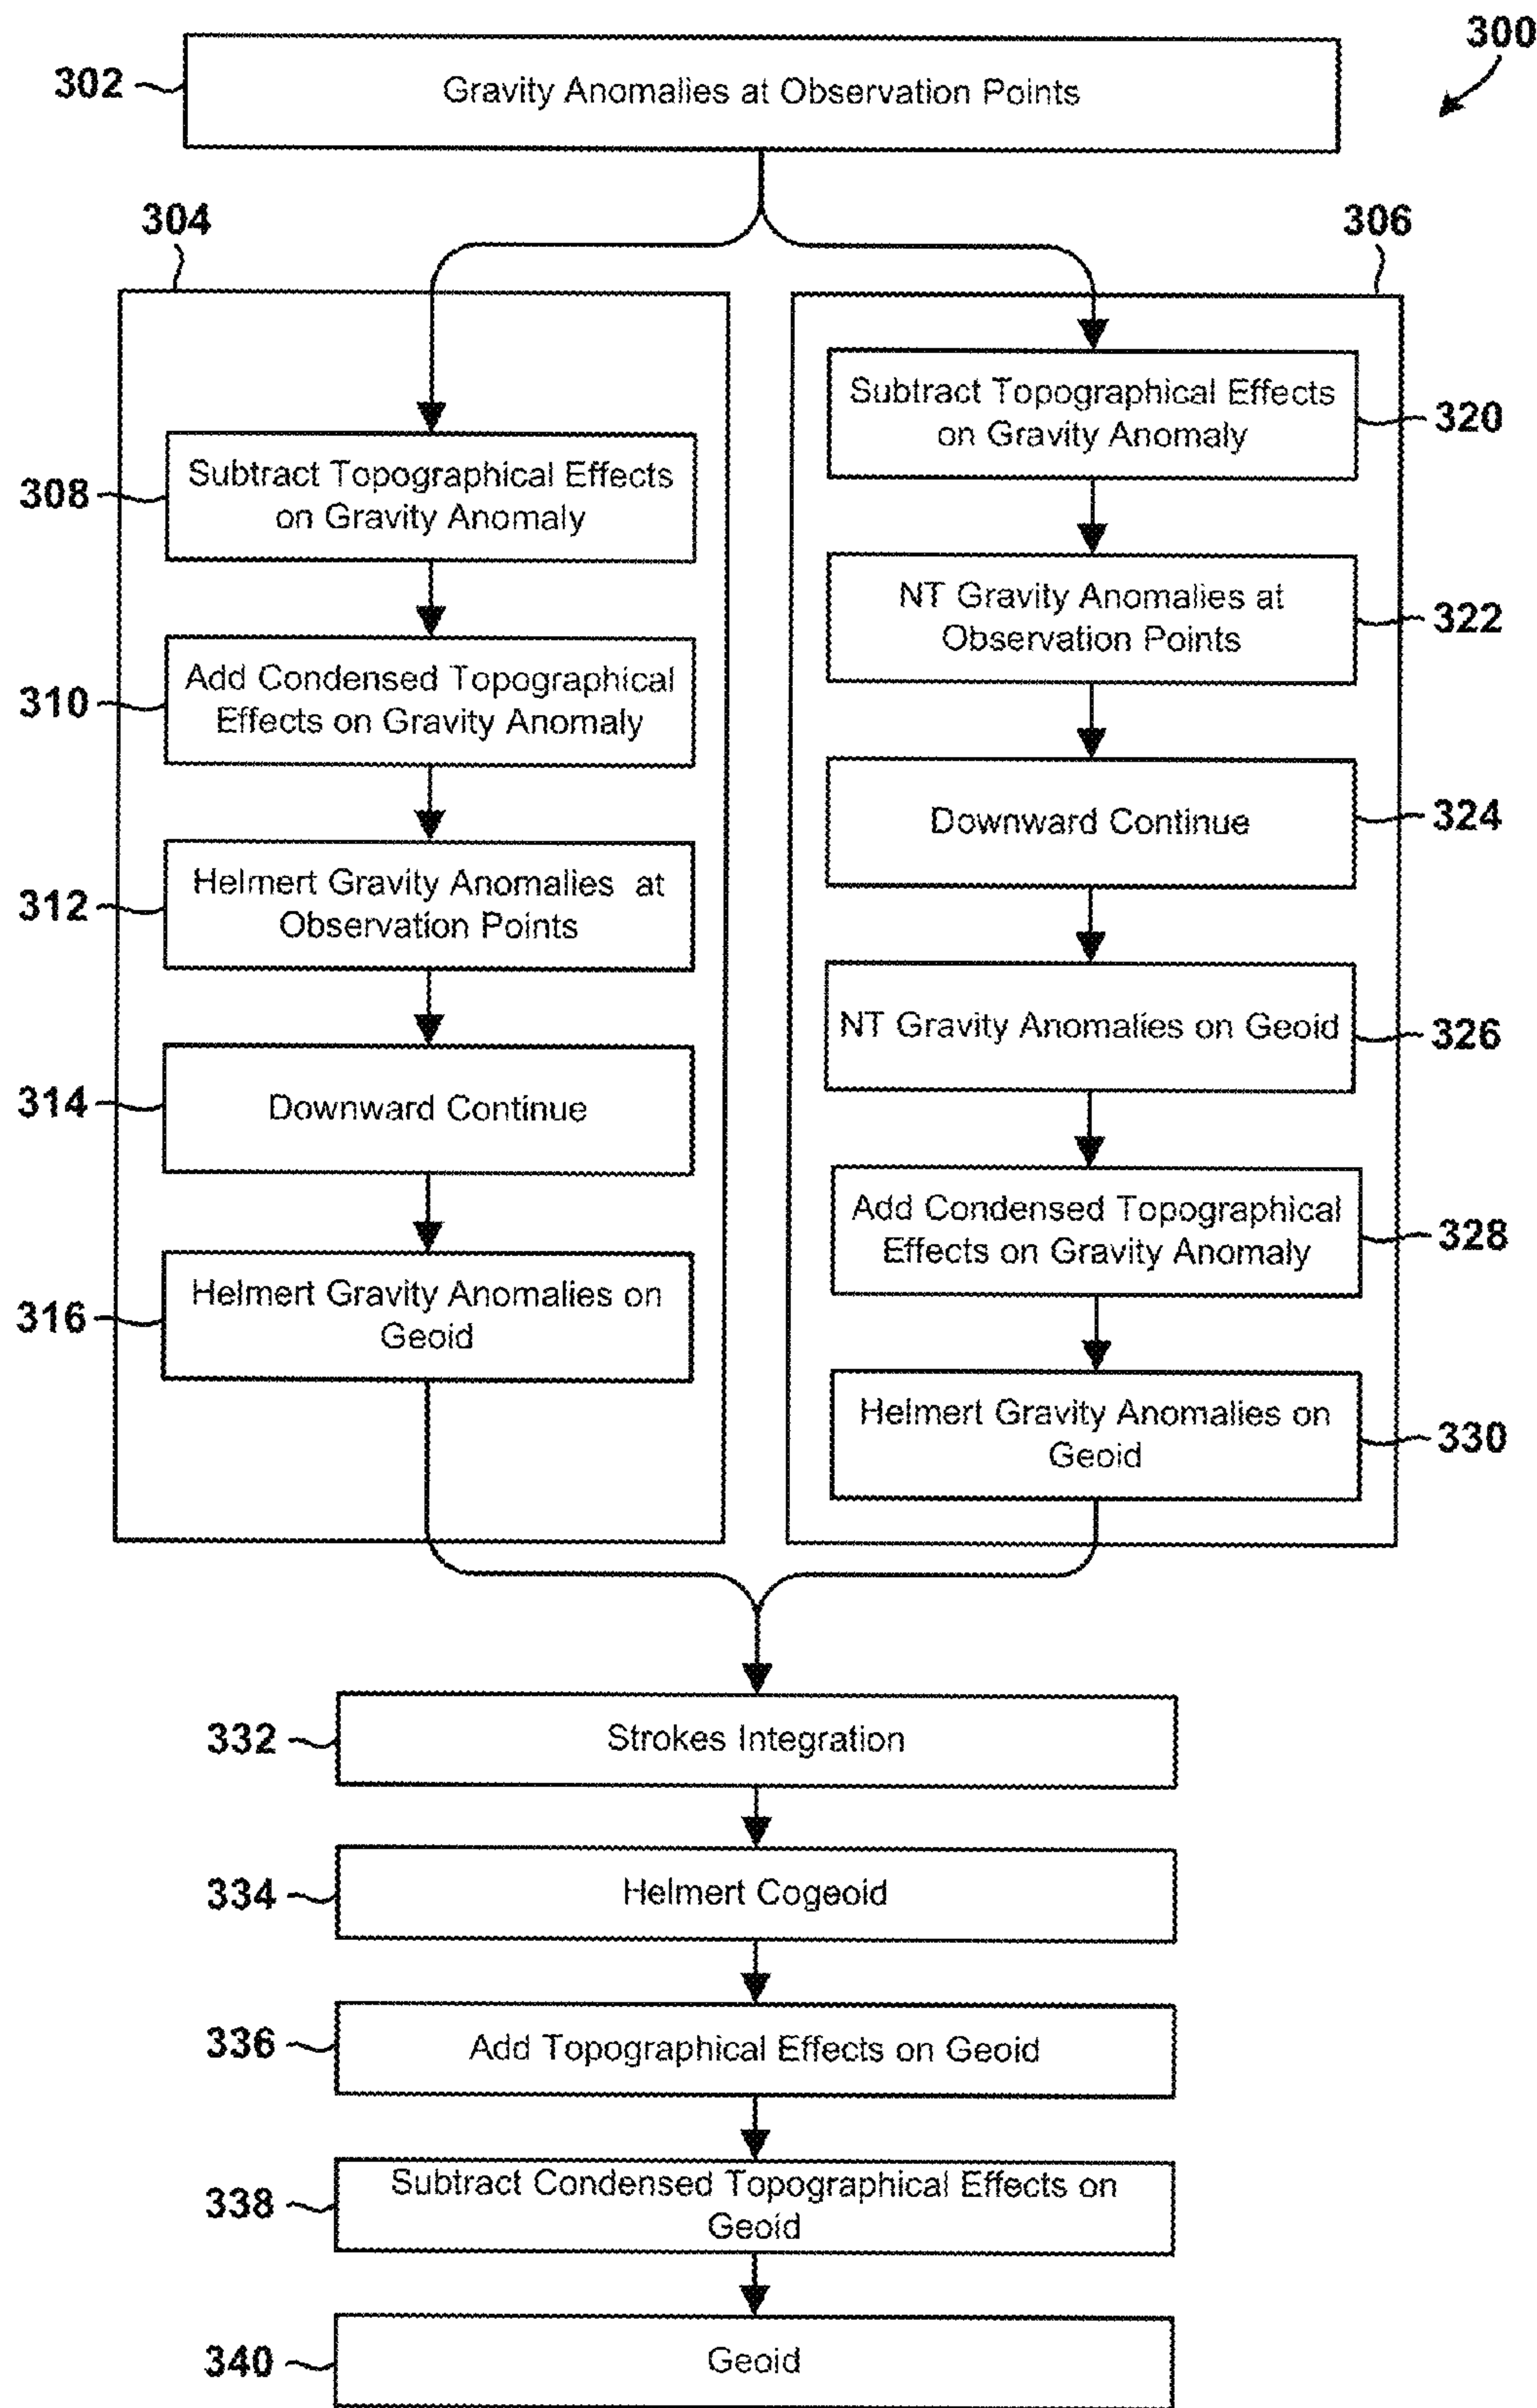 300
302
Gravity Anomalies at Observation Points
304
306
308
Subtract Topographical Effects
on Gravity Anomaly
310
Add Condensed Topographical
Effects on Gravity Anomaly
312
Helmert Gravity Anomalies at
Observation Points
314
Downward Continue
316
Helmert Gravity Anomalies on
Geoid
Subtract Topographical Effects
on Gravity Anomaly
320
NT Gravity Anomalies at
Observation Points
322
Downward Continue
324
NT Gravity Anomalies on Geoid
326
Add Condensed Topographical
Effects on Gravity Anomaly
328
Helmert Gravity Anomalies on
Geoid
330
332
Strokes Integration
334
Helmert Cogeoid
336
Add Topographical Effects on Geoid
338
Subtract Condensed Topographical Effects on
Geoid
340
Geoid